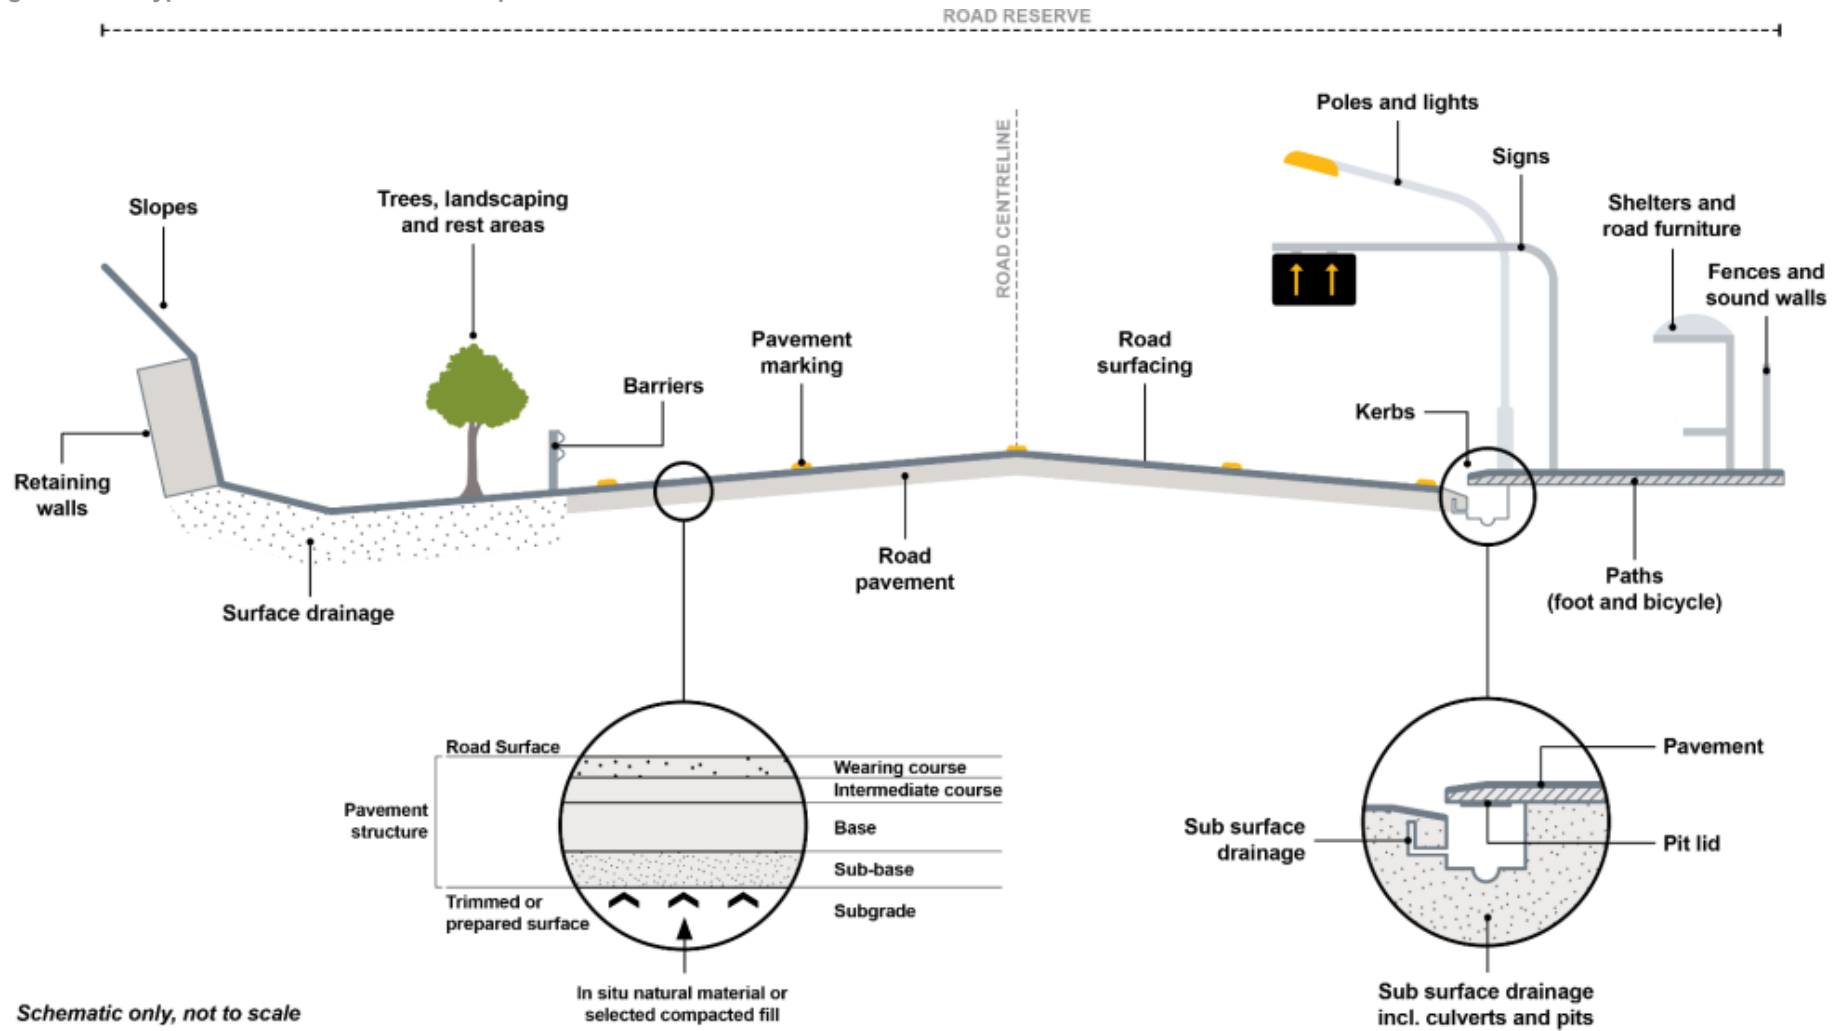 ROAD RESERVE
Poles and lights
Signs
ROAD CENTRELINE
Slopes
Trees, landscaping
and rest areas
Shelters and
road furniture
Fences and
sound walls
Pavement
marking
Road
surfacing
Barriers
Kerbs
Retaining
walls
Road
pavement
Paths
(foot and bicycle)
Surface drainage
Road Surface
Wearing course
Intermediate course
Pavement
structure
Base
Sub-base
Trimmed or
prepared surface
Subgrade
In situ natural material or
selected compacted fill
Pavement
Sub surface
drainage
Pit lid
Sub surface drainage
incl. culverts and pits
Schematic only, not to scale